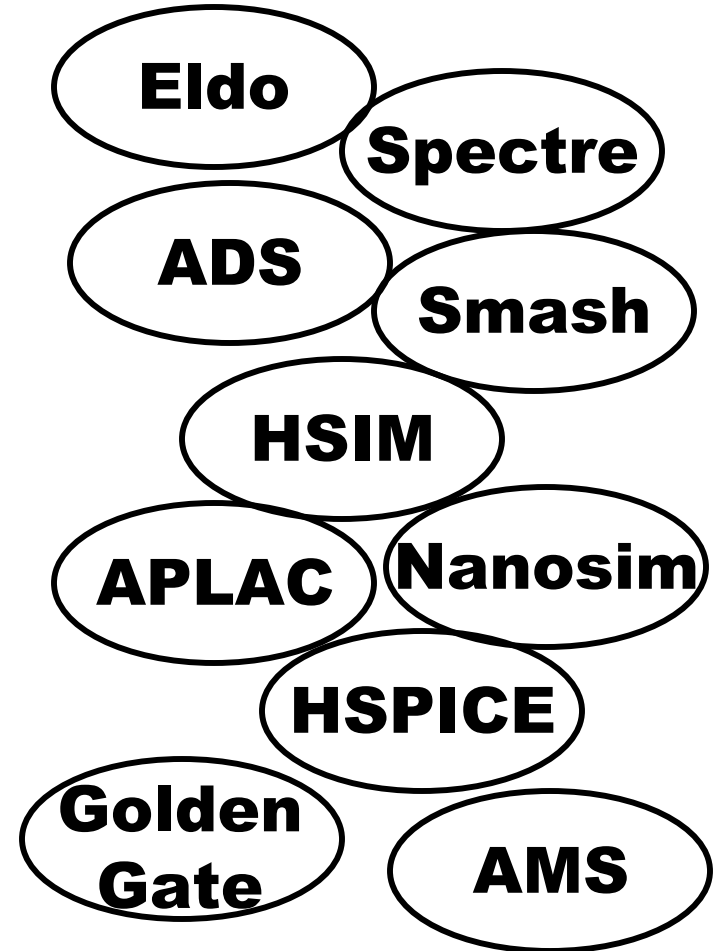 Eldo
Spectre
ADS
Smash
HSIM
Nanosim
APLAC
HSPICE
Golden
Gate
AMS